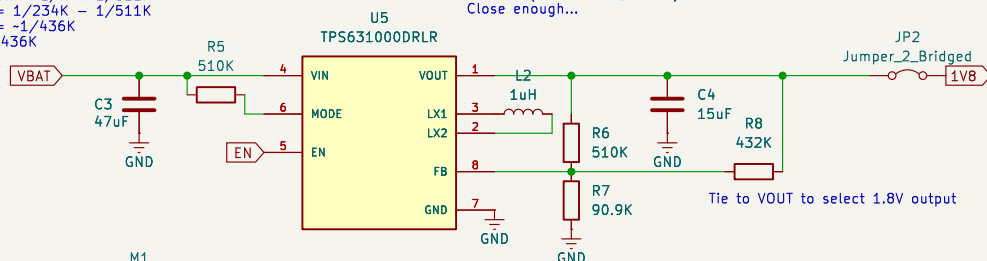 = 1/234K - 1/511K
= ~1/436K
436K
Close enough...
U5
TPS631000DRLR
R5
510K
VBAT
4
VIN
6
MODE
5
EN
EN
C3
47uF
GND
VOUT
1
LX1
3
LX2
2
FB
8
GND
7
GND
L2
1uH
R6
510K
R7
90.9K
GND
C4
15uF
GND
R8
432K
JP2
Jumper_2_Bridged
1V8
Tie to VOUT to select 1.8V output
M1